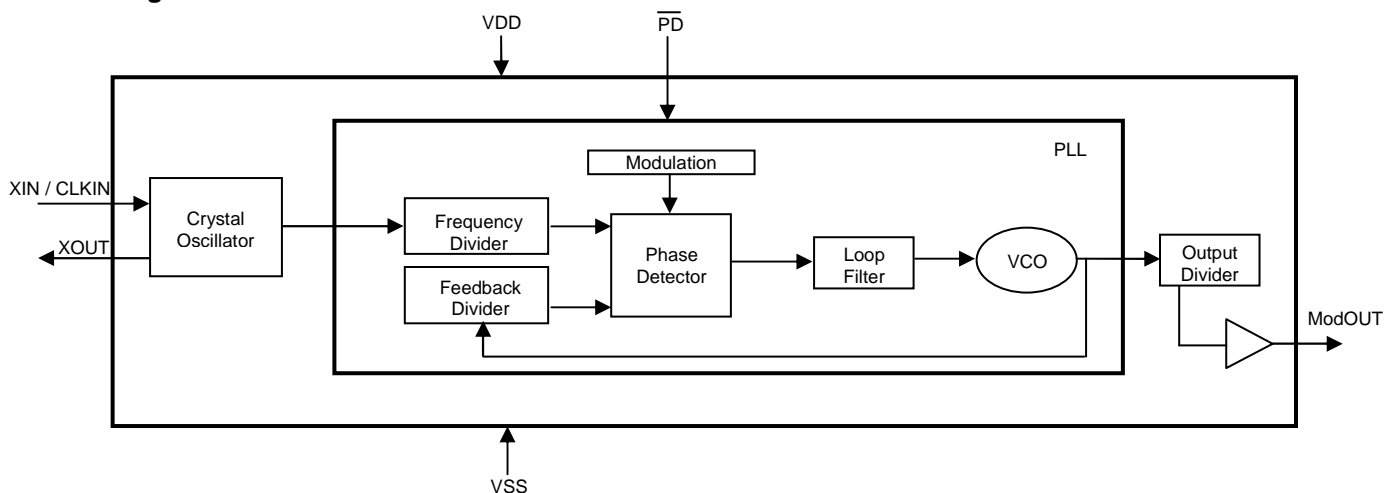 VDD
PD
PLL
Modulation
XIN / CLKIN
Crystal
Oscillator
XOUT
Frequency
Divider
Feedback
Divider
Phase
Detector
Loop
Filter
VCO
Output
Divider
ModOUT
VSS